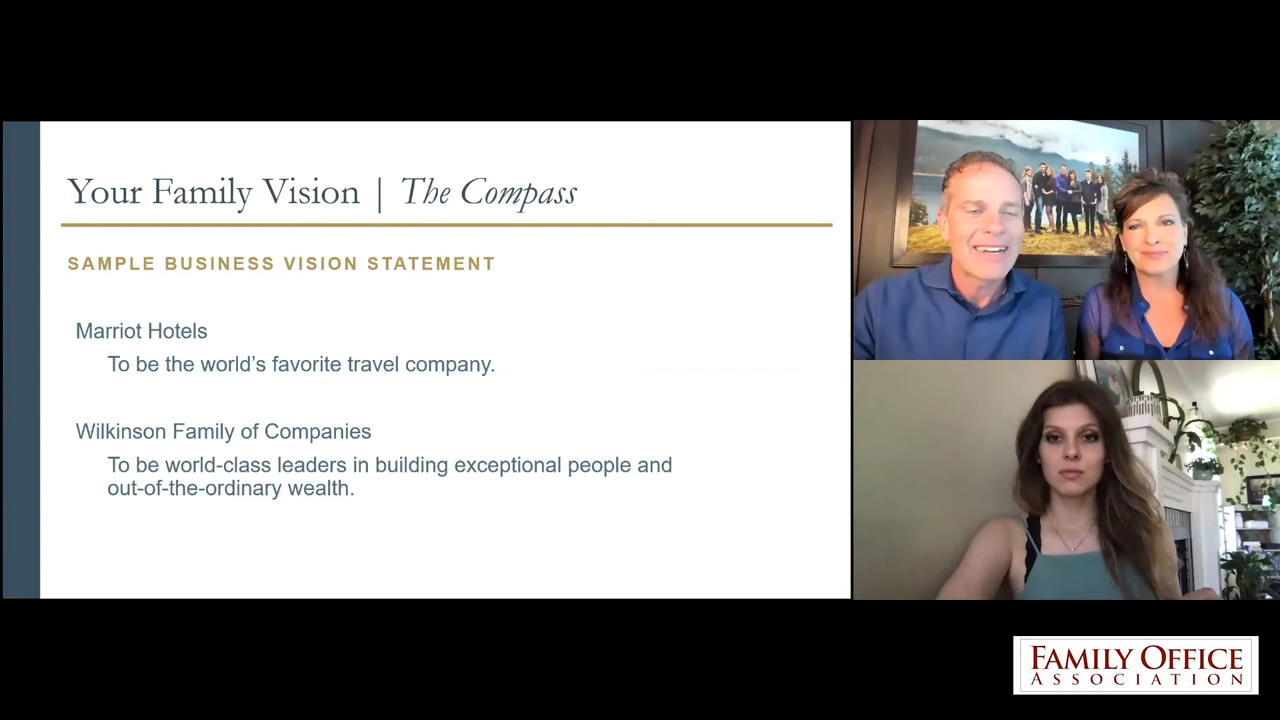 Your Family Vision | The Compass
SAMPLE BUSINESS VISION STATEMENT
Marriot Hotels
To be the world’s favorite travel company.
Wilkinson Family of Companies
To be world-class leaders in building exceptional people and
out-of-the-ordinary wealth.
FAMILY OFFICE
ASSOCIATION